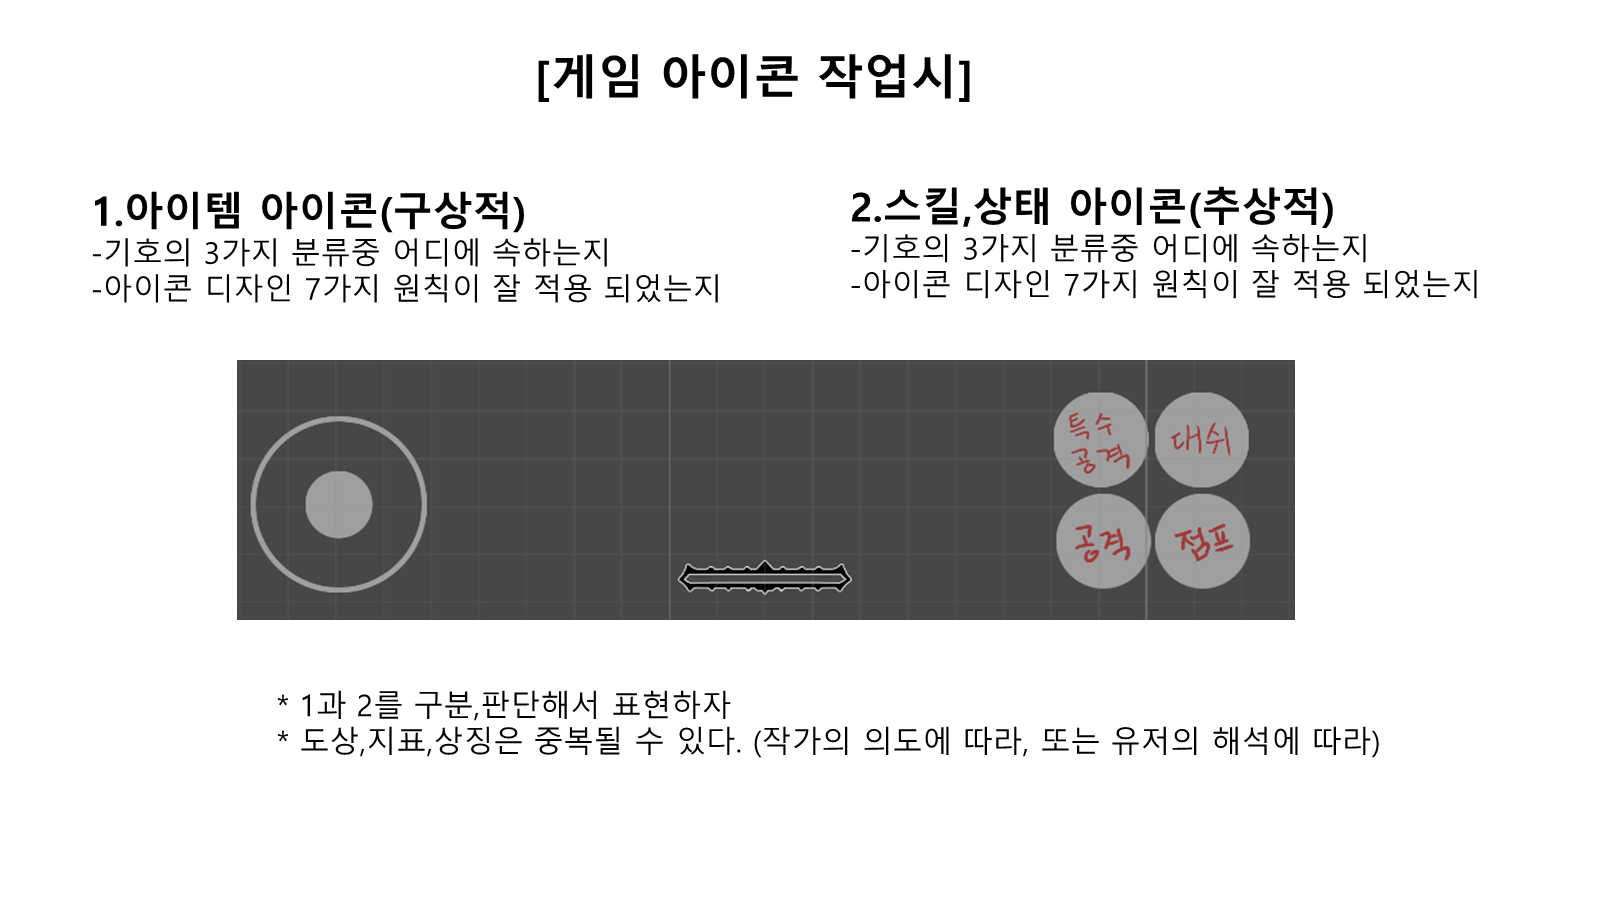 [게임 아이콘 작업시]
1.아이템 아이콘(구상적)
-기호의 3가지 분류중 어디에 속하는지
-아이콘 디자인 7가지 원칙이 잘 적용 되었는지
2.스킬,상태 아이콘(추상적)
-기호의 3가지 분류중 어디에 속하는지
-아이콘 디자인 7가지 원칙이 잘 적용 되었는지
특수
공격
대쉬
공격
점프
* 1과 2를 구분,판단해서 표현하자
* 도상,지표,상징은 중복될 수 있다. (작가의 의도에 따라, 또는 유저의 해석에 따라)